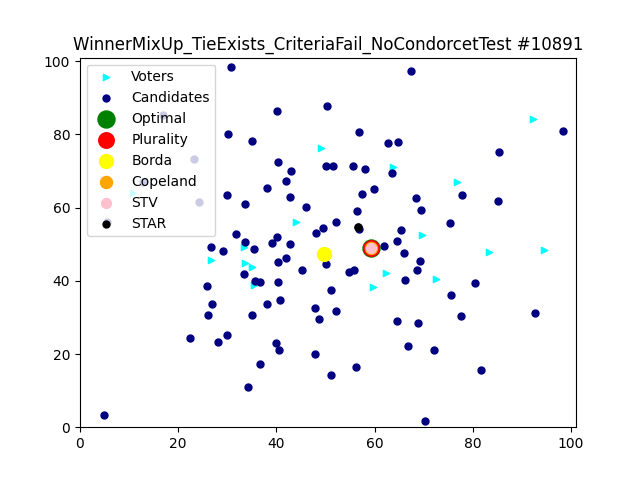 WinnerMixUp_TieExists_CriteriaFail_NoCondorcetTest #10891
Voters
Candidates
Optimal
Plurality
Borda
Copeland
STV
STAR
100
80
60
40
20
0
0 20 40 60 80 100